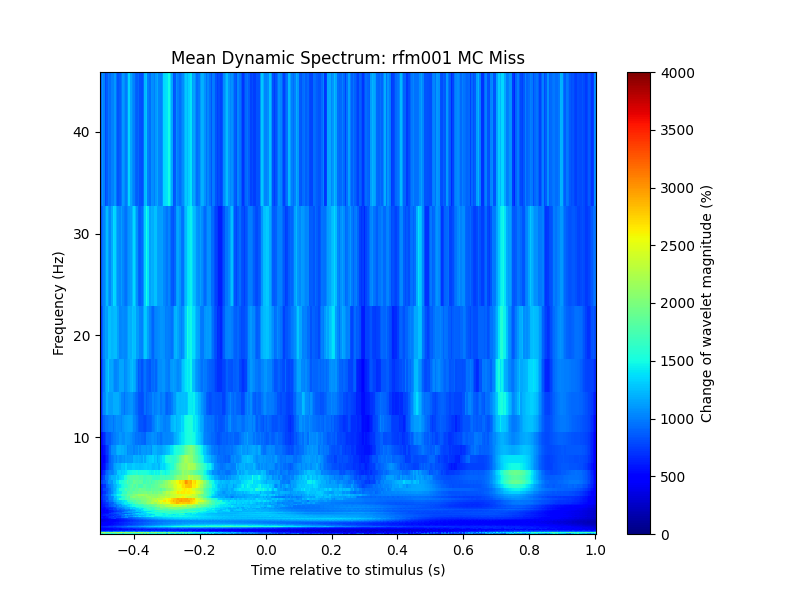 Mean Dynamic Spectrum: rfm001 MC Miss
Frequency (Hz)
40
30
20
10
−0.4 −0.2 0.0 0.2 0.4 0.6 0.8 1.0
Time relative to stimulus (s)
4000
3500
3000
2500
2000
1500
1000
500
0
Change of wavelet magnitude (%)